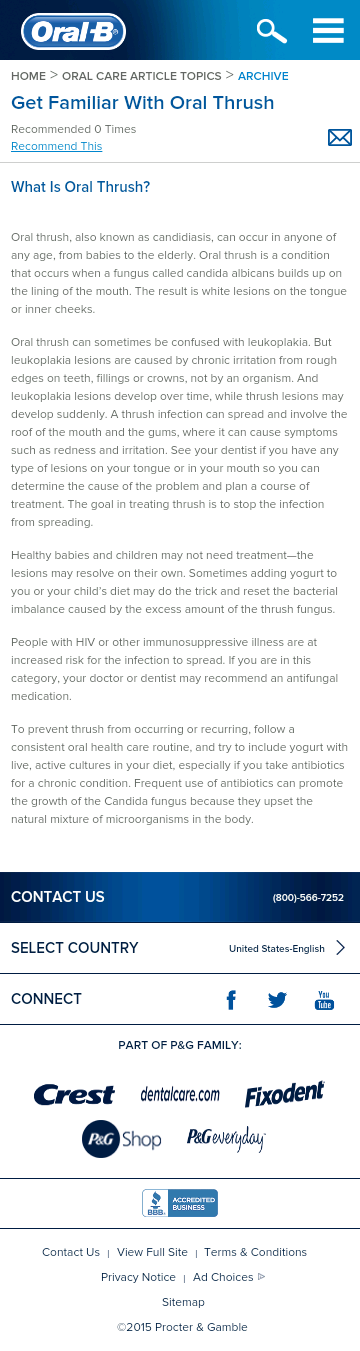 Oral-B®
HOME > ORAL CARE ARTICLE TOPICS > ARCHIVE
Get Familiar With Oral Thrush
Recommended 0 Times
Recommend This
What Is Oral Thrush?
Oral thrush, also known as candidiasis, can occur in anyone of
any age, from babies to the elderly. Oral thrush is a condition
that occurs when a fungus called candida albicans builds up on
the lining of the mouth. The result is white lesions on the tongue
or inner cheeks.
Oral thrush can sometimes be confused with leukoplakia. But
leukoplakia lesions are caused by chronic irritation from rough
edges on teeth, fillings or crowns, not by an organism. And
leukoplakia lesions develop over time, while thrush lesions may
develop suddenly. A thrush infection can spread and involve the
roof of the mouth and the gums, where it can cause symptoms
such as redness and irritation. See your dentist if you have any
type of lesions on your tongue or in your mouth so you can
determine the cause of the problem and plan a course of
treatment. The goal in treating thrush is to stop the infection
from spreading.
Healthy babies and children may not need treatment—the
lesions may resolve on their own. Sometimes adding yogurt to
you or your child's diet may do the trick and reset the bacterial
imbalance caused by the excess amount of the thrush fungus.
People with HIV or other immunosuppressive illness are at
increased risk for the infection to spread. If you are in this
category, your doctor or dentist may recommend an antifungal
medication.
To prevent thrush from occurring or recurring, follow a
consistent oral health care routine, and try to include yogurt with
live, active cultures in your diet, especially if you take antibiotics
for a chronic condition. Frequent use of antibiotics can promote
the growth of the Candida fungus because they upset the
natural mixture of microorganisms in the body.
CONTACT US (800)-566-7252
SELECT COUNTRY United States-English
CONNECT f You Tube
PART OF P&G FAMILY:
Crest dentalcare.com Fixodent
P&G Shop P&G everyday
BBB ACCREDITED BUSINESS
Contact Us | View Full Site | Terms & Conditions
Privacy Notice | Ad Choices
Sitemap
©2015 Procter & Gamble